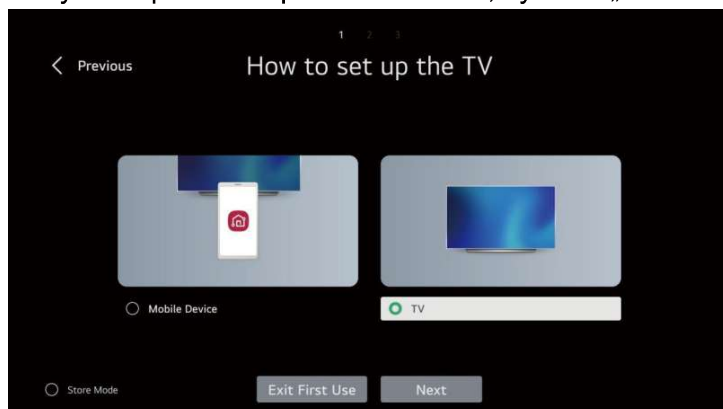 1 2 3
Previous
How to set up the TV
Mobile Device
TV
Store Mode
Exit First Use
Next